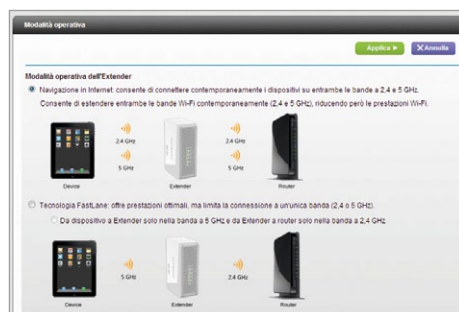 Modalità operativa
Applica
Annulla
Modalità operativa dell'Extender
Navigazione in Internet: consente di connettere contemporaneamente i dispositivi su entrambe le bande a 2,4 e 5 GHz.
Consente di estendere entrambe le bande Wi-Fi contemporaneamente (2,4 e 5 GHz), riducendo però le prestazioni Wi-Fi.
2.4 GHz 2.4 GHz
5 GHz 5 GHz
Device Extender Router
Tecnologia FastLane: offre prestazioni ottimali, ma limita la connessione a un'unica banda (2,4 o 5 GHz).
Da dispositivo a Extender solo nella banda a 5 GHz e da Extender a router solo nella banda a 2,4 GHz
5 GHz 2.4 GHz
Device Extender Router